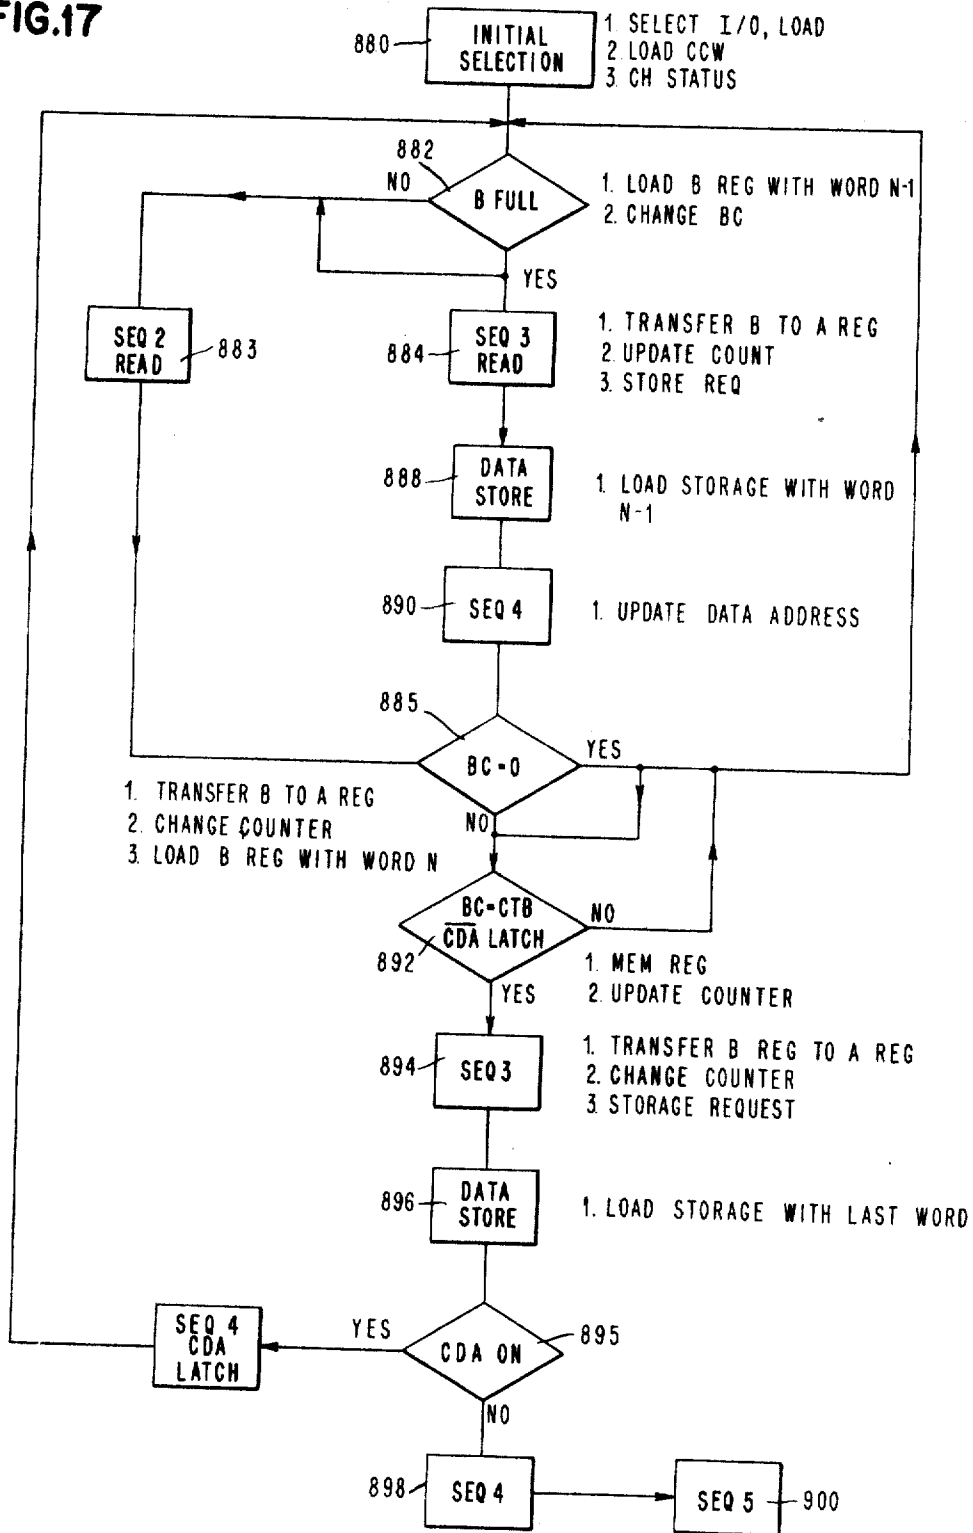 FIG.17
880
INITIAL
SELECTION
1. SELECT I/O, LOAD
2. LOAD CCW
3. CH STATUS
882
NO
B FULL
1. LOAD B REG WITH WORD N-1
2. CHANGE BC
YES
SEQ 2
READ
883
884
SEQ 3
READ
1. TRANSFER B TO A REG
2. UPDATE COUNT
3. STORE REQ
888
DATA
STORE
1. LOAD STORAGE WITH WORD
N-1
890
SEQ 4
1. UPDATE DATA ADDRESS
885
BC=0
YES
NO
1. TRANSFER B TO A REG
2. CHANGE COUNTER
3. LOAD B REG WITH WORD N
BC=CTB
C̅D̅A̅ LATCH
892
NO
YES
1. MEM REG
2. UPDATE COUNTER
894
SEQ 3
1. TRANSFER B REG TO A REG
2. CHANGE COUNTER
3. STORAGE REQUEST
896
DATA
STORE
1. LOAD STORAGE WITH LAST WORD
SEQ 4
CDA
LATCH
YES
CDA ON
895
NO
898
SEQ 4
SEQ 5
900